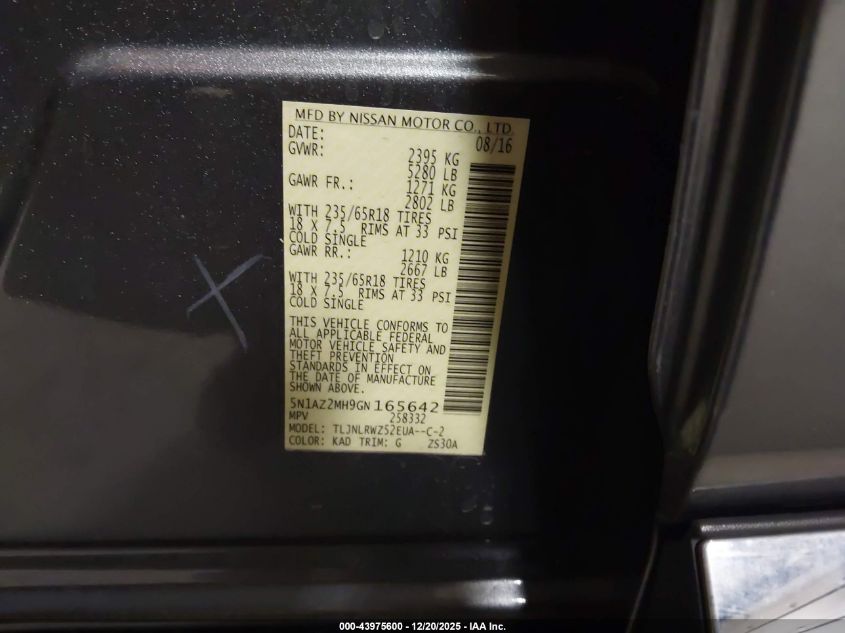 MFD BY NISSAN MOTOR CO., LTD.
DATE: 08/16
GVWR: 2395 KG
5280 LB
GAWR FR.: 1271 KG
2802 LB
WITH 235/65R18 TIRES
18 X 7.5 RIMS AT 33 PSI
COLD SINGLE
GAWR RR.: 1210 KG
2667 LB
WITH 235/65R18 TIRES
18 X 7.5 RIMS AT 33 PSI
COLD SINGLE
THIS VEHICLE CONFORMS TO
ALL APPLICABLE FEDERAL
MOTOR VEHICLE SAFETY AND
THEFT PREVENTION
STANDARDS IN EFFECT ON
THE DATE OF MANUFACTURE
SHOWN ABOVE.
5N1AZ2MH9GN165642
MPV 258332
MODEL: TLJNLRWZ52EUA--C-2
COLOR: KAD TRIM: G ZS30A
000-43975600 - 12/20/2025 - IAA Inc.